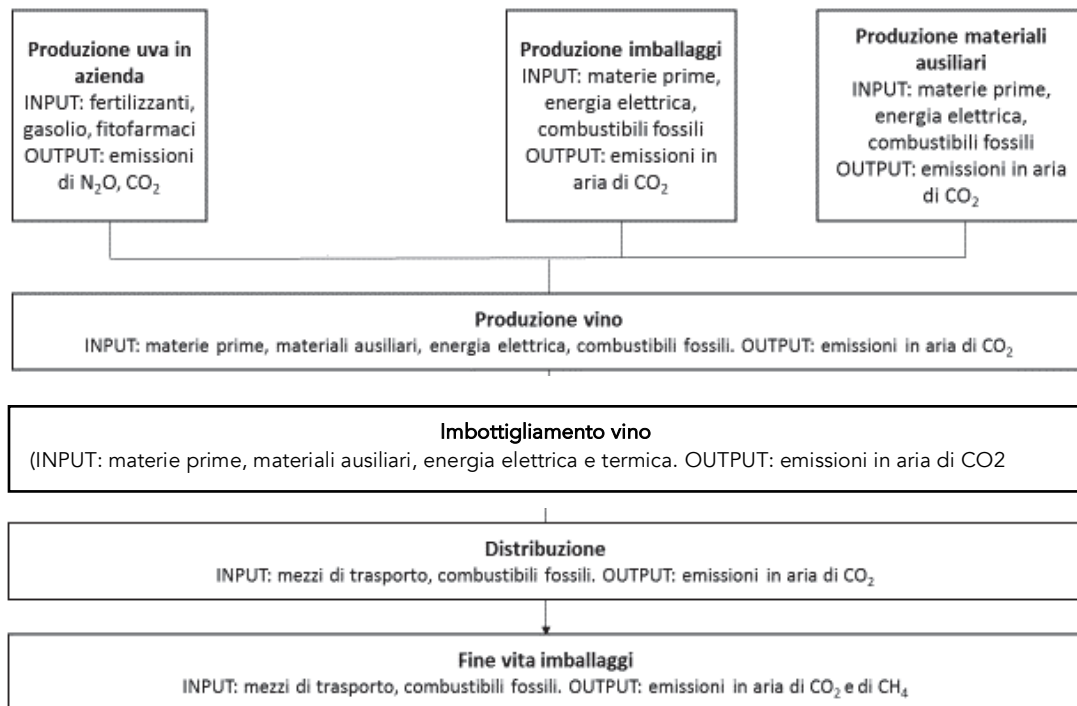 Produzione uva in
azienda
INPUT: fertilizzanti,
gasolio, fitofarmaci
OUTPUT: emissioni
di N₂O, CO₂
Produzione imballaggi
INPUT: materie prime,
energia elettrica,
combustibili fossili
OUTPUT: emissioni in
aria di CO₂
Produzione materiali
ausiliari
INPUT: materie prime,
energia elettrica,
combustibili fossili
OUTPUT: emissioni in aria
di CO₂
Produzione vino
INPUT: materie prime, materiali ausiliari, energia elettrica, combustibili fossili. OUTPUT: emissioni in aria di CO₂
Imbottigliamento vino
(INPUT: materie prime, materiali ausiliari, energia elettrica e termica. OUTPUT: emissioni in aria di CO2
Distribuzione
INPUT: mezzi di trasporto, combustibili fossili. OUTPUT: emissioni in aria di CO₂
Fine vita imballaggi
INPUT: mezzi di trasporto, combustibili fossili. OUTPUT: emissioni in aria di CO₂ e di CH₄